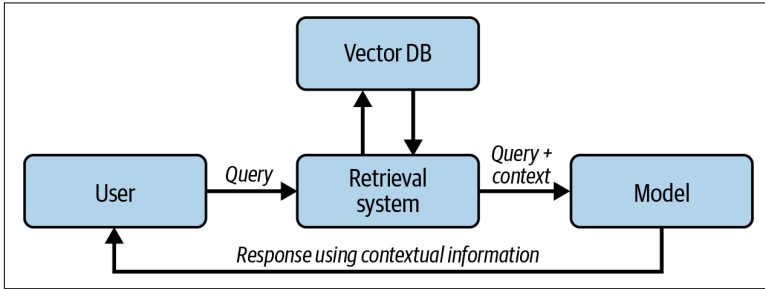 Vector DB
User
Query
Retrieval
system
Query +
context
Model
Response using contextual information